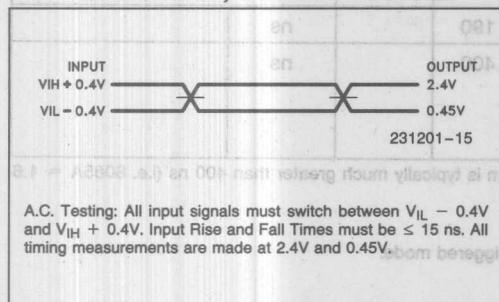 INPUT OUTPUT
VIH + 0.4V 2.4V
VIL – 0.4V 0.45V
231201–15
A.C. Testing: All input signals must switch between VIL − 0.4V
and VIH + 0.4V. Input Rise and Fall Times must be ≤ 15 ns. All
timing measurements are made at 2.4V and 0.45V.